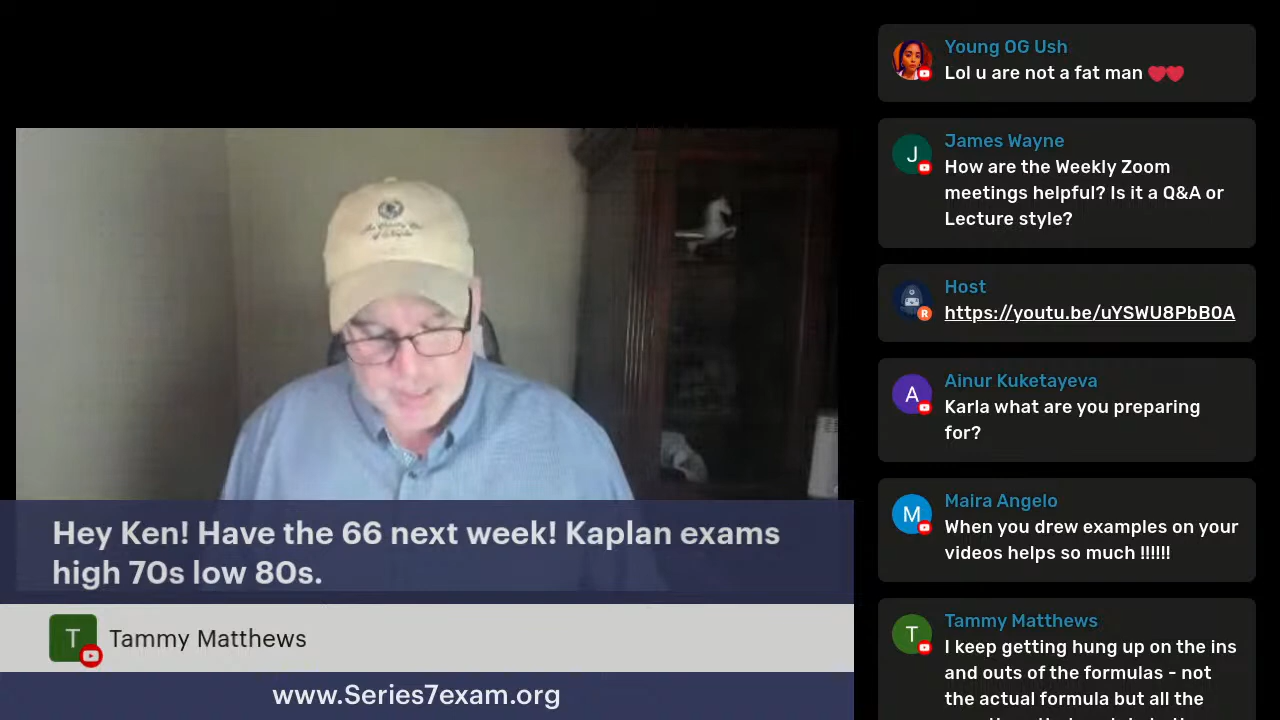 Young OG Ush
Lol u are not a fat man ❤❤
J
James Wayne
How are the Weekly Zoom
meetings helpful? Is it a Q&A or
Lecture style?
R
Host
https://youtu.be/uYSWU8PbB0A
A
Ainur Kuketayeva
Karla what are you preparing
for?
M
Maira Angelo
When you drew examples on your
videos helps so much !!!!!!
T
Tammy Matthews
I keep getting hung up on the ins
and outs of the formulas - not
the actual formula but all the
Hey Ken! Have the 66 next week! Kaplan exams
high 70s low 80s.
T
Tammy Matthews
www.Series7exam.org